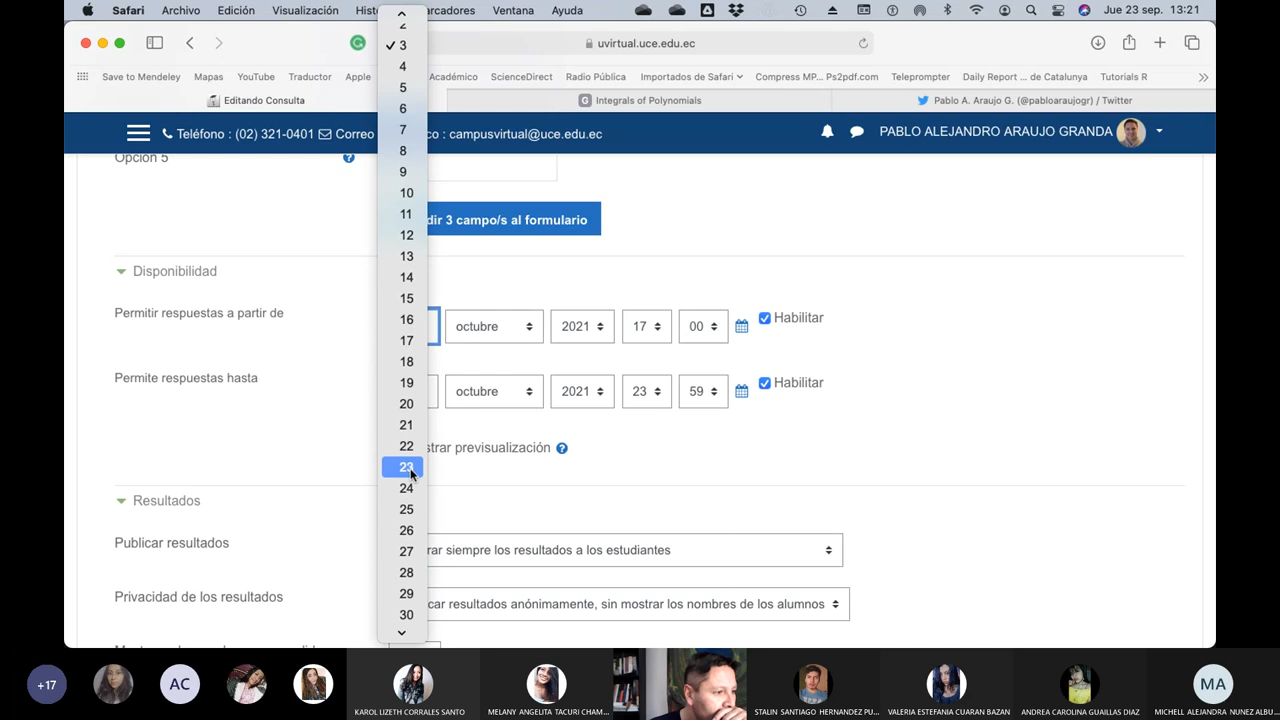 Safari Archivo Edición Visualización Histo arcadores Ventana Ayuda Jue 23 sep. 13:21
uvirtual.uce.edu.ec
Save to Mendeley Mapas YouTube Traductor Apple Académico ScienceDirect Radio Pública Importados de Safari Compress MP... Ps2pdf.com Teleprompter Daily Report ... de Catalunya Tutorials R
Editando Consulta Integrals of Polynomials Pablo A. Araujo G. (@pabloaraujogr) / Twitter
Teléfono : (02) 321-0401 Correo co : campusvirtual@uce.edu.ec PABLO ALEJANDRO ARAUJO GRANDA
Opción 5
dir 3 campo/s al formulario
Disponibilidad
Permitir respuestas a partir de octubre 2021 17 00 Habilitar
Permite respuestas hasta octubre 2021 23 59 Habilitar
strar previsualización
Resultados
Publicar resultados rar siempre los resultados a los estudiantes
Privacidad de los resultados car resultados anónimamente, sin mostrar los nombres de los alumnos
2
3
4
5
6
7
8
9
10
11
12
13
14
15
16
17
18
19
20
21
22
23
24
25
26
27
28
29
30
+17 AC MA
KAROL LIZETH CORRALES SANTO MELANY ANGELITA TACURI CHAM... STALIN SANTIAGO HERNANDEZ PU... VALERIA ESTEFANIA CUARAN BAZAN ANDREA CAROLINA GUAILLAS DIAZ MICHELL ALEJANDRA NUNEZ ALBU...